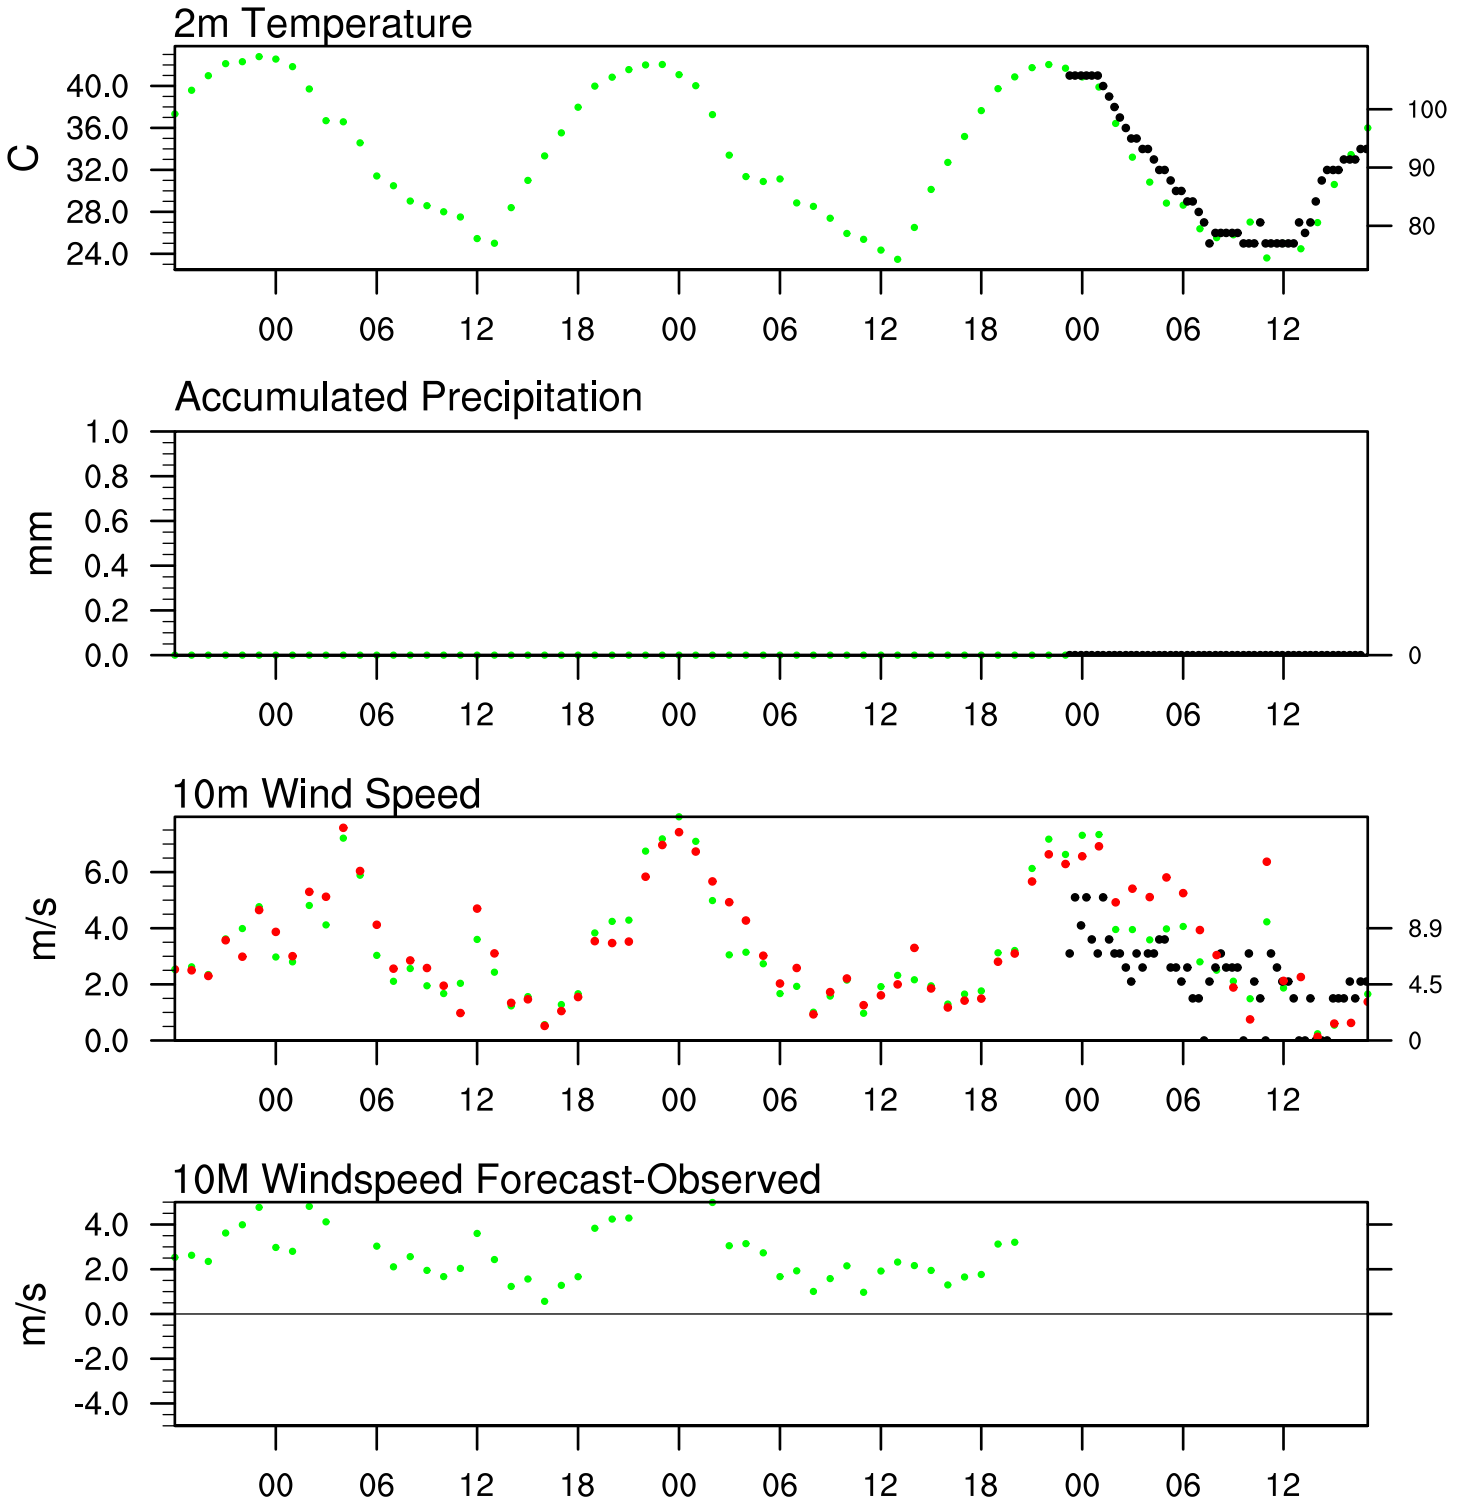 2m Temperature
C
40.0
36.0
32.0
28.0
24.0
100
90
80
00 06 12 18 00 06 12 18 00 06 12
Accumulated Precipitation
mm
1.0
0.8
0.6
0.4
0.2
0.0
0
00 06 12 18 00 06 12 18 00 06 12
10m Wind Speed
m/s
6.0
4.0
2.0
0.0
8.9
4.5
0
00 06 12 18 00 06 12 18 00 06 12
10M Windspeed Forecast-Observed
m/s
4.0
2.0
0.0
-2.0
-4.0
00 06 12 18 00 06 12 18 00 06 12